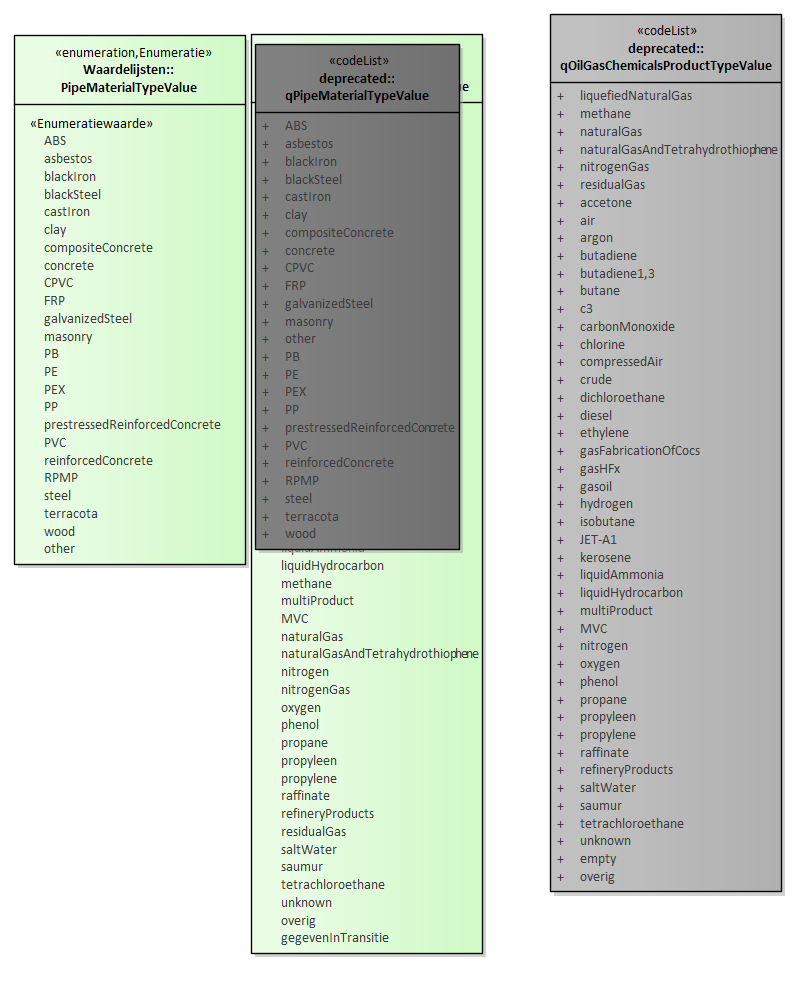 «enumeration,Enumeratie»
Waardelijsten::
PipeMaterialTypeValue
«Enumeratiewaarde»
ABS
asbestos
blackIron
blackSteel
castIron
clay
compositeConcrete
concrete
CPVC
FRP
galvanizedSteel
masonry
PB
PE
PEX
PP
prestressedReinforcedConcrete
PVC
reinforcedConcrete
RPMP
steel
terracota
wood
other
«codeList»
deprecated::
qPipeMaterialTypeValue
+ ABS
+ asbestos
+ blackIron
+ blackSteel
+ castIron
+ clay
+ compositeConcrete
+ concrete
+ CPVC
+ FRP
+ galvanizedSteel
+ masonry
+ other
+ PB
+ PE
+ PEX
+ PP
+ prestressedReinforcedConcrete
+ PVC
+ reinforcedConcrete
+ RPMP
+ steel
+ terracota
+ wood
liquidAmmonia
liquidHydrocarbon
methane
multiProduct
MVC
naturalGas
naturalGasAndTetrahydrothiophene
nitrogen
nitrogenGas
oxygen
phenol
propane
propyleen
propylene
raffinate
refineryProducts
residualGas
saltWater
saumur
tetrachloroethane
unknown
overig
gegevenInTransitie
«codeList»
deprecated::
qOilGasChemicalsProductTypeValue
+ liquefiedNaturalGas
+ methane
+ naturalGas
+ naturalGasAndTetrahydrothiophene
+ nitrogenGas
+ residualGas
+ accetone
+ air
+ argon
+ butadiene
+ butadiene1,3
+ butane
+ c3
+ carbonMonoxide
+ chlorine
+ compressedAir
+ crude
+ dichloroethane
+ diesel
+ ethylene
+ gasFabricationOfCocs
+ gasHFx
+ gasoil
+ hydrogen
+ isobutane
+ JET-A1
+ kerosene
+ liquidAmmonia
+ liquidHydrocarbon
+ multiProduct
+ MVC
+ nitrogen
+ oxygen
+ phenol
+ propane
+ propyleen
+ propylene
+ raffinate
+ refineryProducts
+ saltWater
+ saumur
+ tetrachloroethane
+ unknown
+ empty
+ overig